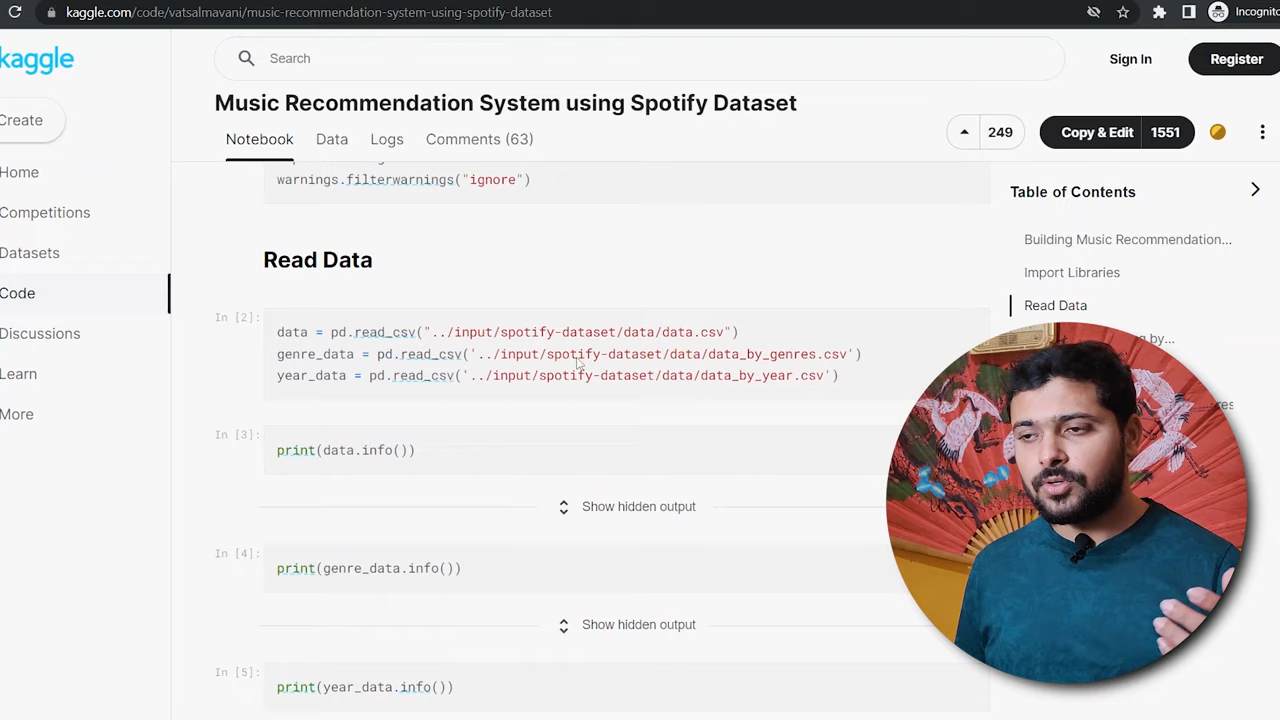 kaggle.com/code/vatsalmavani/music-recommendation-system-using-spotify-dataset
Incognito
kaggle
Search
Sign In
Register
Create
Home
Competitions
Datasets
Code
Discussions
Learn
More
Music Recommendation System using Spotify Dataset
Notebook
Data
Logs
Comments (63)
249
Copy & Edit
1551
warnings.filterwarnings("ignore")
Read Data
In [2]:
data = pd.read_csv("../input/spotify-dataset/data/data.csv")
genre_data = pd.read_csv('../input/spotify-dataset/data/data_by_genres.csv')
year_data = pd.read_csv('../input/spotify-dataset/data/data_by_year.csv')
In [3]:
print(data.info())
Show hidden output
In [4]:
print(genre_data.info())
Show hidden output
In [5]:
print(year_data.info())
Table of Contents
Building Music Recommendation...
Import Libraries
Read Data
by...